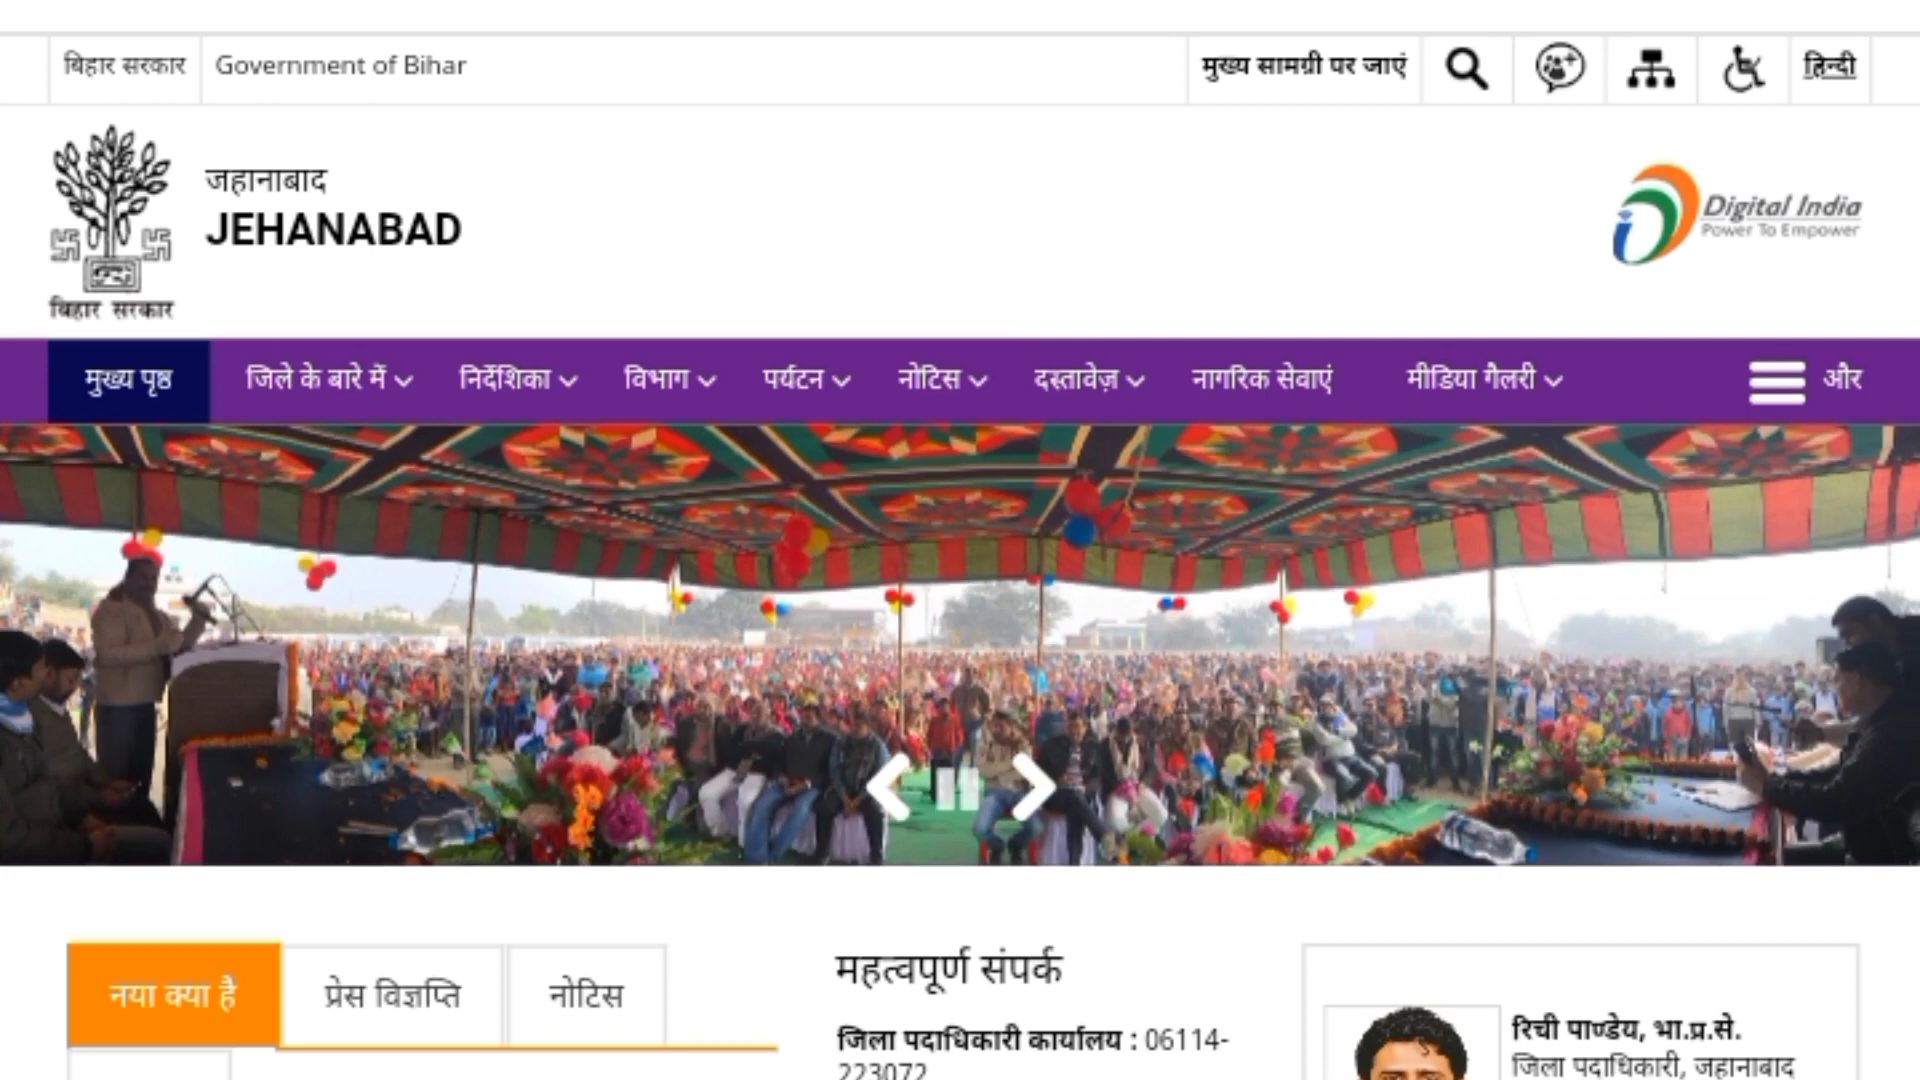 बिहार सरकार Government of Bihar मुख्य सामग्री पर जाएं हिन्दी
जहानाबाद
JEHANABAD
बिहार सरकार
Digital India
Power To Empower
मुख्य पृष्ठ जिले के बारे में निर्देशिका विभाग पर्यटन नोटिस दस्तावेज़ नागरिक सेवाएं मीडिया गैलरी और
नया क्या है प्रेस विज्ञप्ति नोटिस
महत्वपूर्ण संपर्क
जिला पदाधिकारी कार्यालय : 06114-
223072
रिची पाण्डेय, भा.प्र.से.
जिला पदाधिकारी, जहानाबाद